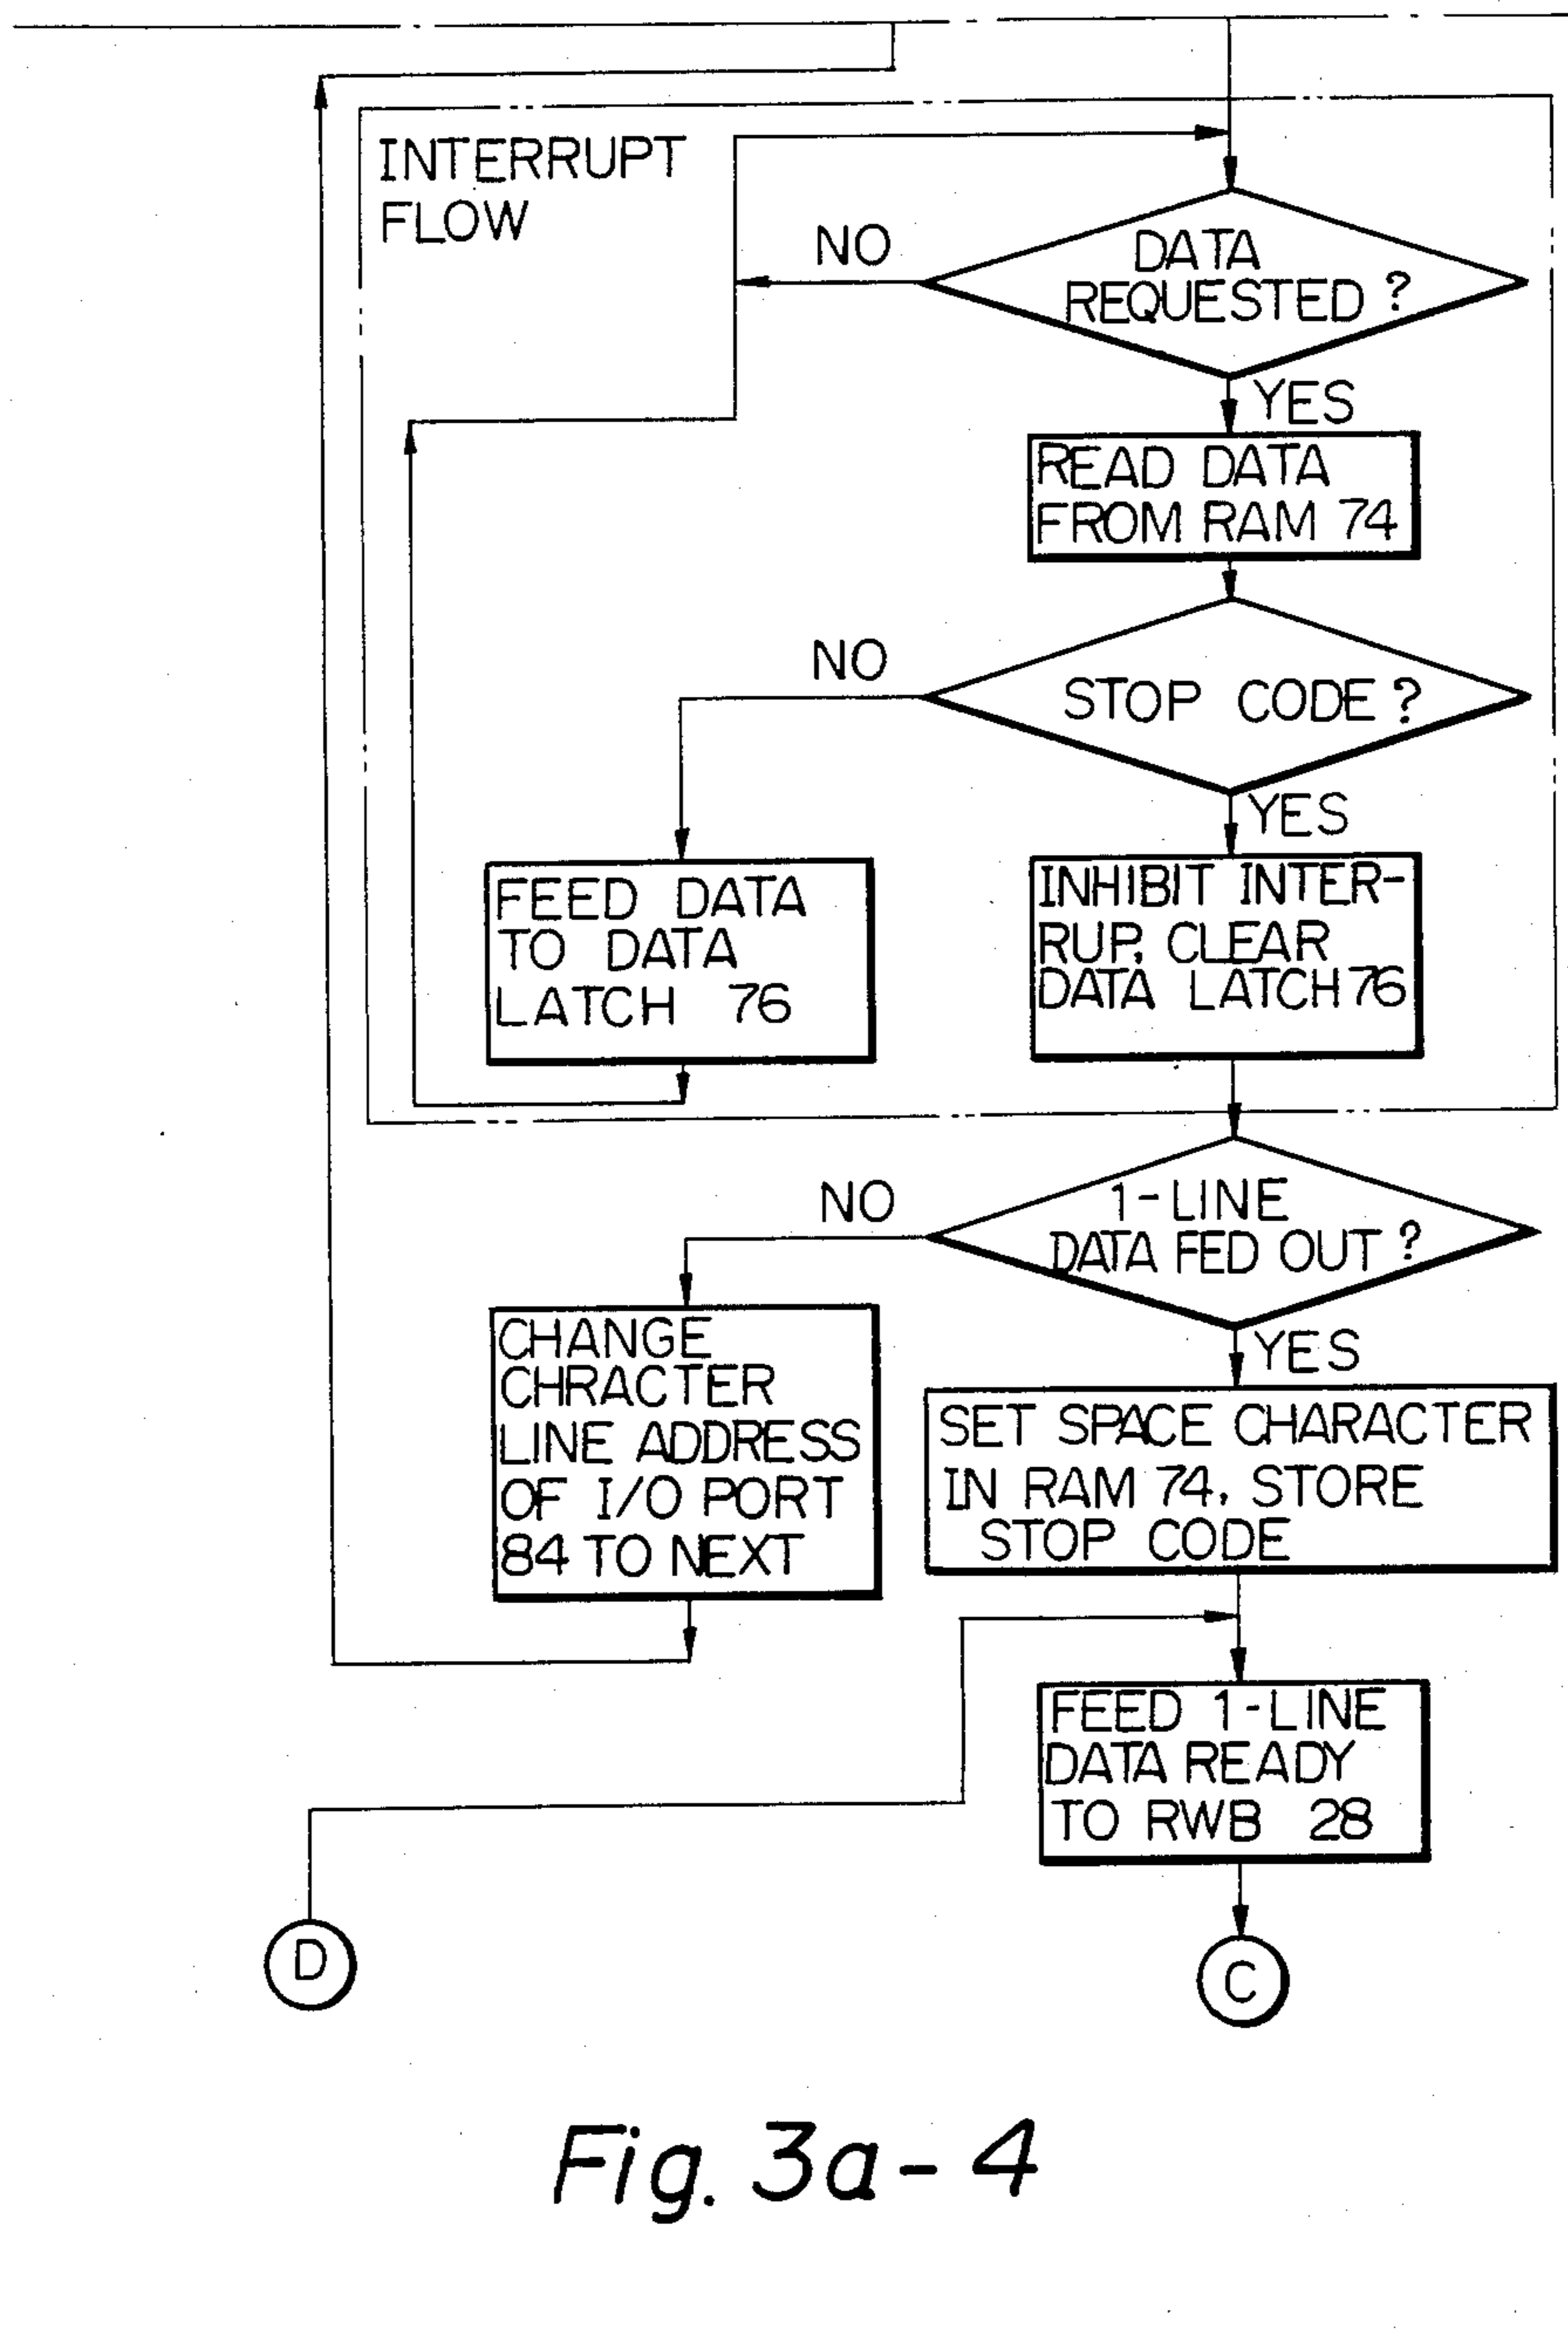 INTERRUPT
FLOW
NO
DATA
REQUESTED ?
YES
READ DATA
FROM RAM 74
NO
STOP CODE ?
YES
FEED DATA
TO DATA
LATCH 76
INHIBIT INTER-
RUP, CLEAR
DATA LATCH 76
NO
1-LINE
DATA FED OUT ?
YES
CHANGE
CHRACTER
LINE ADDRESS
OF I/O PORT
84 TO NEXT
SET SPACE CHARACTER
IN RAM 74, STORE
STOP CODE
FEED 1-LINE
DATA READY
TO RWB 28
D
C
Fig. 3a-4